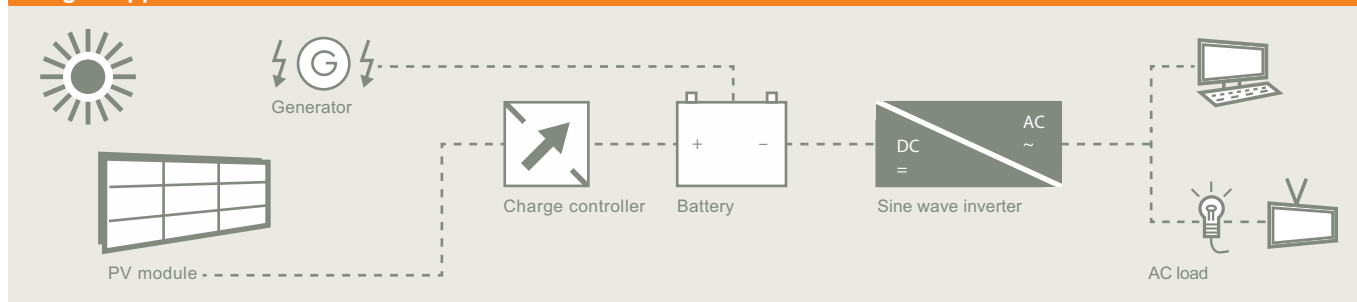 G
Generator
AC
DC
~
=
+ −
Charge controller
Battery
Sine wave inverter
PV module
AC load